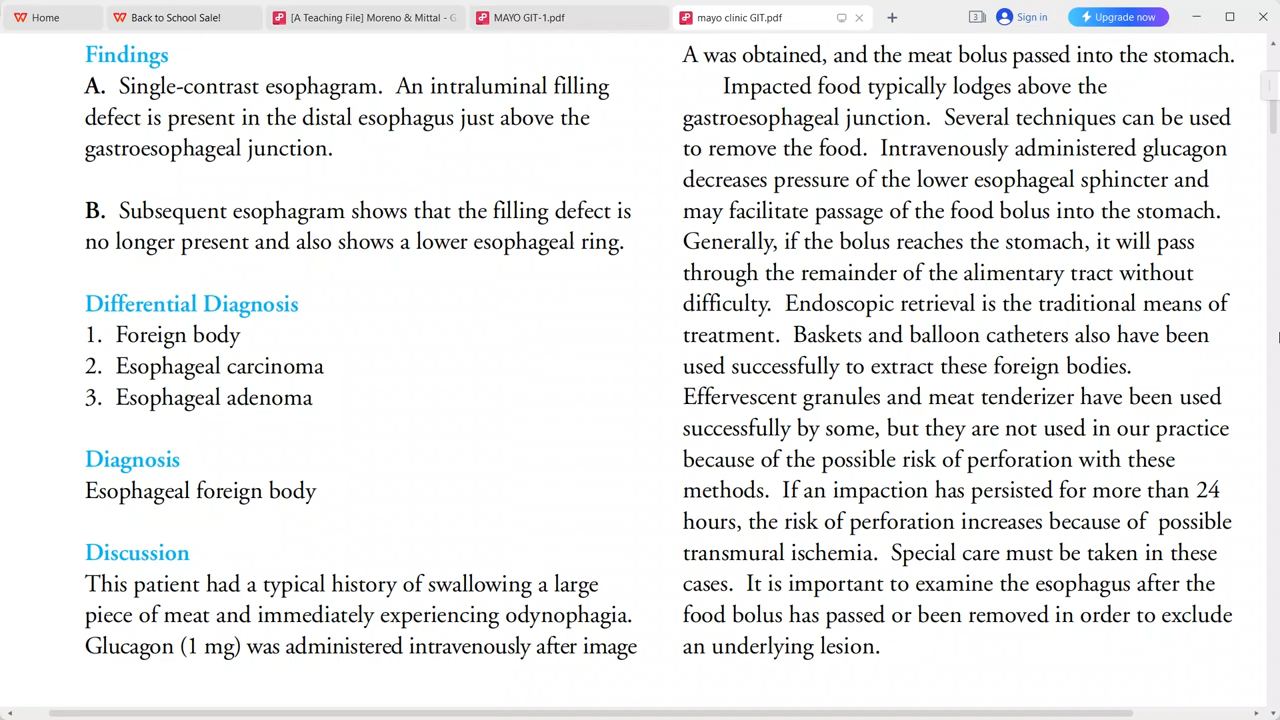 Home
Back to School Sale!
[A Teaching File] Moreno & Mittal - G
MAYO GIT-1.pdf
mayo clinic GIT.pdf
3
Sign in
Upgrade now
Findings
A. Single-contrast esophagram. An intraluminal filling
defect is present in the distal esophagus just above the
gastroesophageal junction.
B. Subsequent esophagram shows that the filling defect is
no longer present and also shows a lower esophageal ring.
Differential Diagnosis
1. Foreign body
2. Esophageal carcinoma
3. Esophageal adenoma
Diagnosis
Esophageal foreign body
Discussion
This patient had a typical history of swallowing a large
piece of meat and immediately experiencing odynophagia.
Glucagon (1 mg) was administered intravenously after image
A was obtained, and the meat bolus passed into the stomach.
Impacted food typically lodges above the
gastroesophageal junction. Several techniques can be used
to remove the food. Intravenously administered glucagon
decreases pressure of the lower esophageal sphincter and
may facilitate passage of the food bolus into the stomach.
Generally, if the bolus reaches the stomach, it will pass
through the remainder of the alimentary tract without
difficulty. Endoscopic retrieval is the traditional means of
treatment. Baskets and balloon catheters also have been
used successfully to extract these foreign bodies.
Effervescent granules and meat tenderizer have been used
successfully by some, but they are not used in our practice
because of the possible risk of perforation with these
methods. If an impaction has persisted for more than 24
hours, the risk of perforation increases because of possible
transmural ischemia. Special care must be taken in these
cases. It is important to examine the esophagus after the
food bolus has passed or been removed in order to exclude
an underlying lesion.